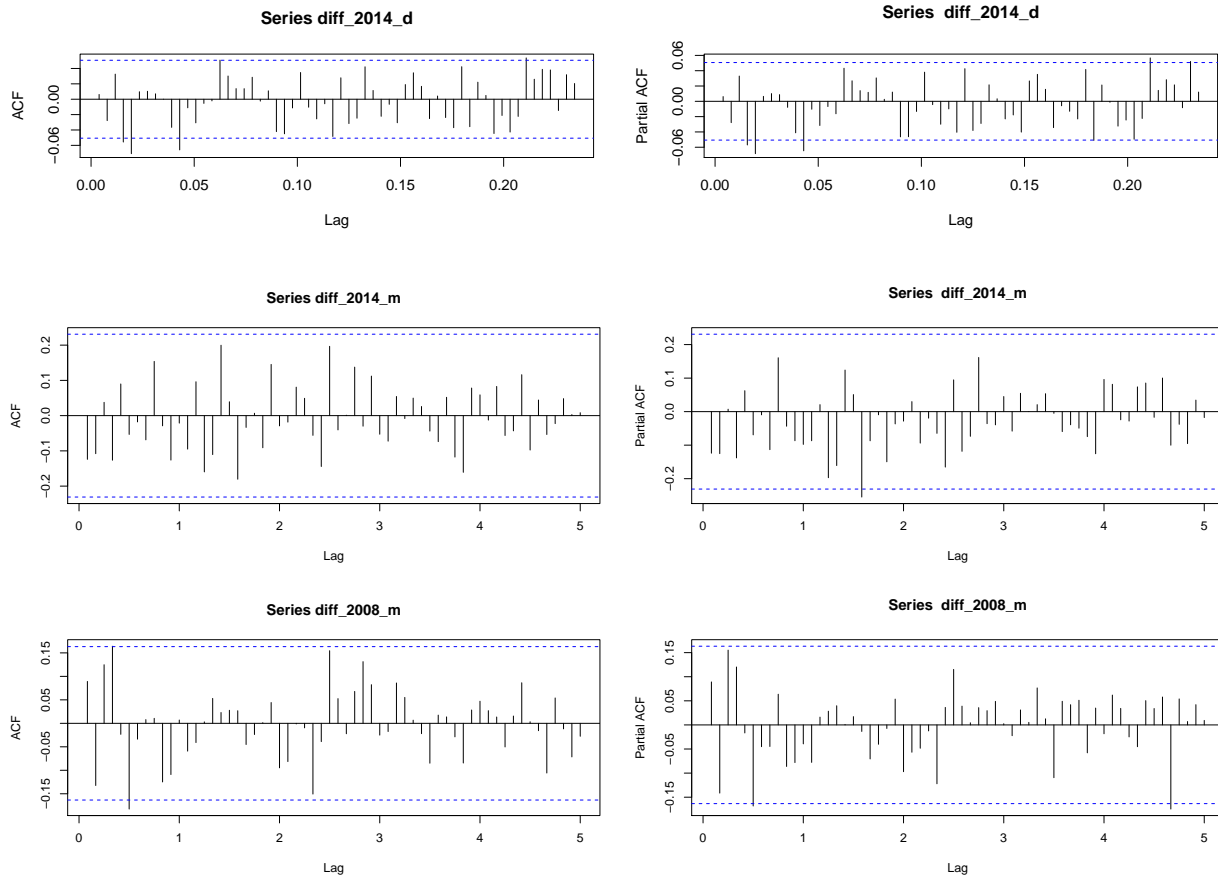 Series diff_2014_d
ACF
0.00
−0.06
0.00 0.05 0.10 0.15 0.20
Lag
Series diff_2014_d
Partial ACF
0.06
0.00
−0.06
0.00 0.05 0.10 0.15 0.20
Lag
Series diff_2014_m
ACF
0.2
0.1
0.0
−0.1
−0.2
0 1 2 3 4 5
Lag
Series diff_2014_m
Partial ACF
0.2
0.1
0.0
−0.2
0 1 2 3 4 5
Lag
Series diff_2008_m
ACF
0.15
0.05
−0.05
−0.15
0 1 2 3 4 5
Lag
Series diff_2008_m
Partial ACF
0.15
0.05
−0.05
−0.15
0 1 2 3 4 5
Lag